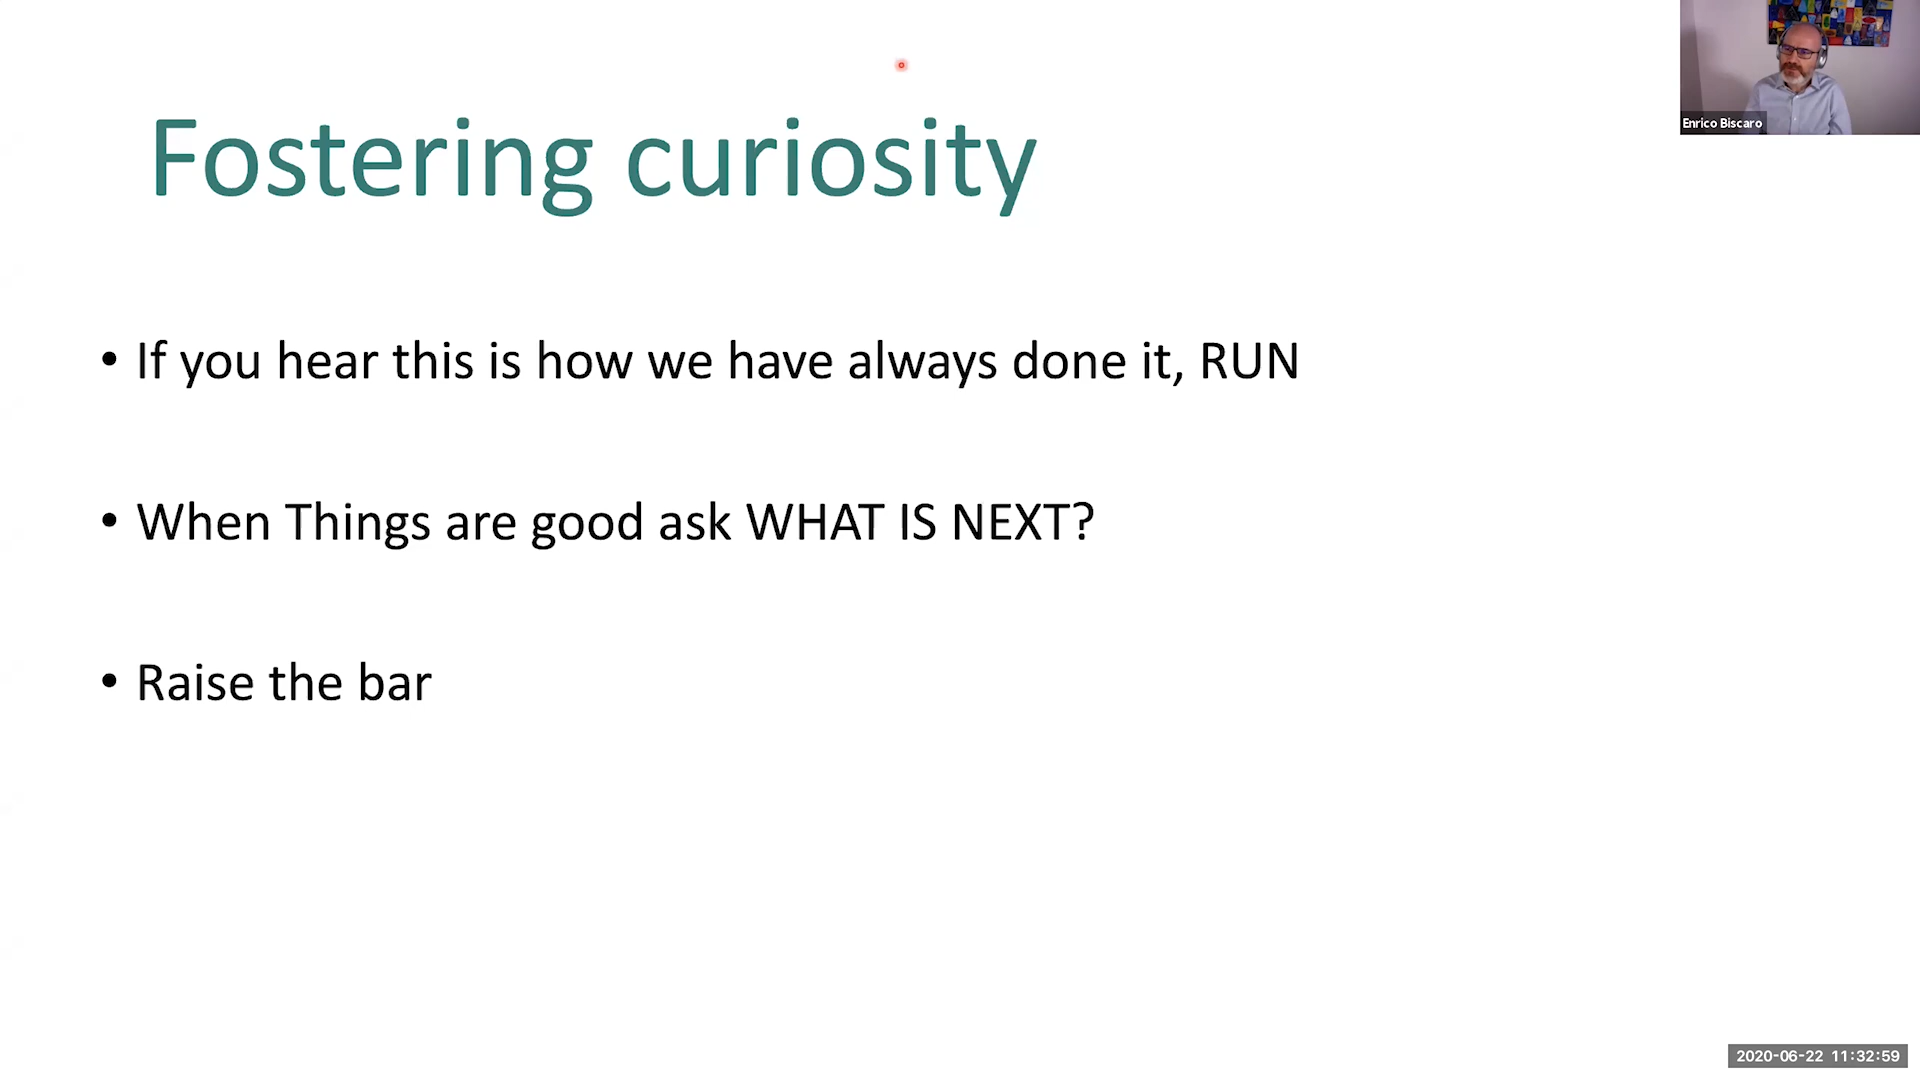 Enrico Biscaro
Fostering curiosity
• If you hear this is how we have always done it, RUN
• When Things are good ask WHAT IS NEXT?
• Raise the bar
2020-06-22 11:32:59